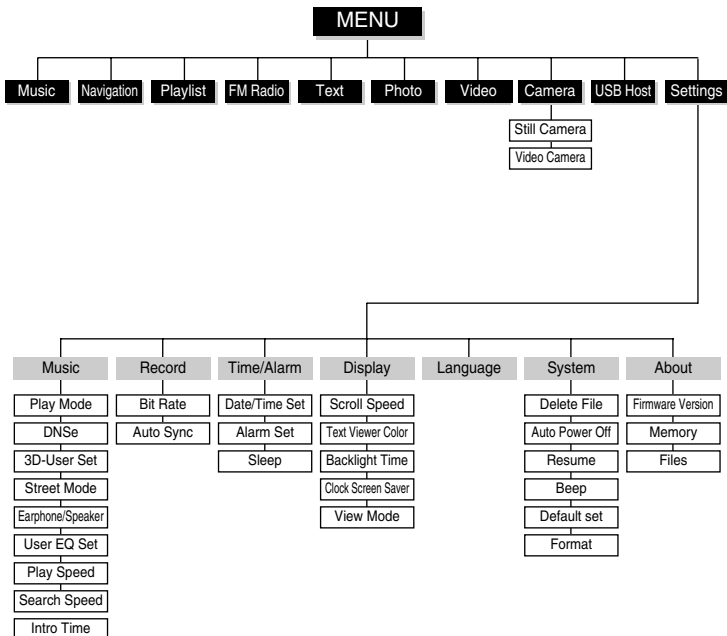 MENU
Music Navigation Playlist FM Radio Text Photo Video Camera USB Host Settings
Still Camera
Video Camera
Music Record Time/Alarm Display Language System About
Play Mode Bit Rate Date/Time Set Scroll Speed Delete File Firmware Version
DNSe Auto Sync Alarm Set Text Viewer Color Auto Power Off Memory
3D-User Set Sleep Backlight Time Resume Files
Street Mode Clock Screen Saver Beep
Earphone/Speaker View Mode Default set
User EQ Set Format
Play Speed
Search Speed
Intro Time